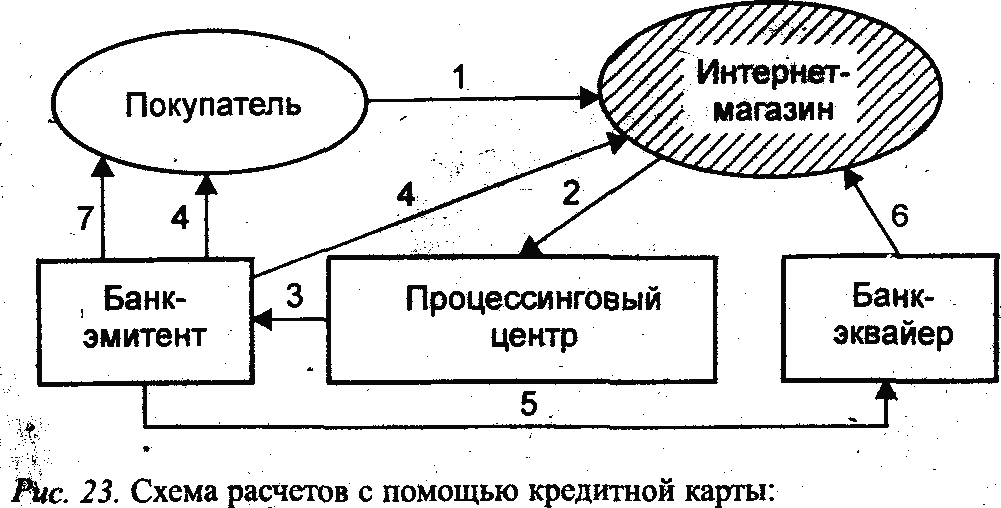 Покупатель
1
Интернет-
магазин
7
4
4
2
6
Банк-
эмитент
3
Процессинговый
центр
Банк-
эквайер
5
Рис. 23. Схема расчетов с помощью кредитной карты: